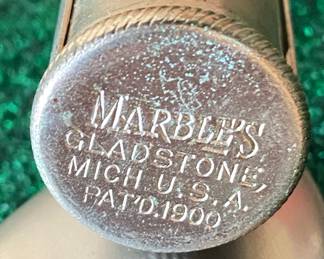 MARBLE'S
GLADSTONE,
MICH U.S.A.
PAT'D.1900